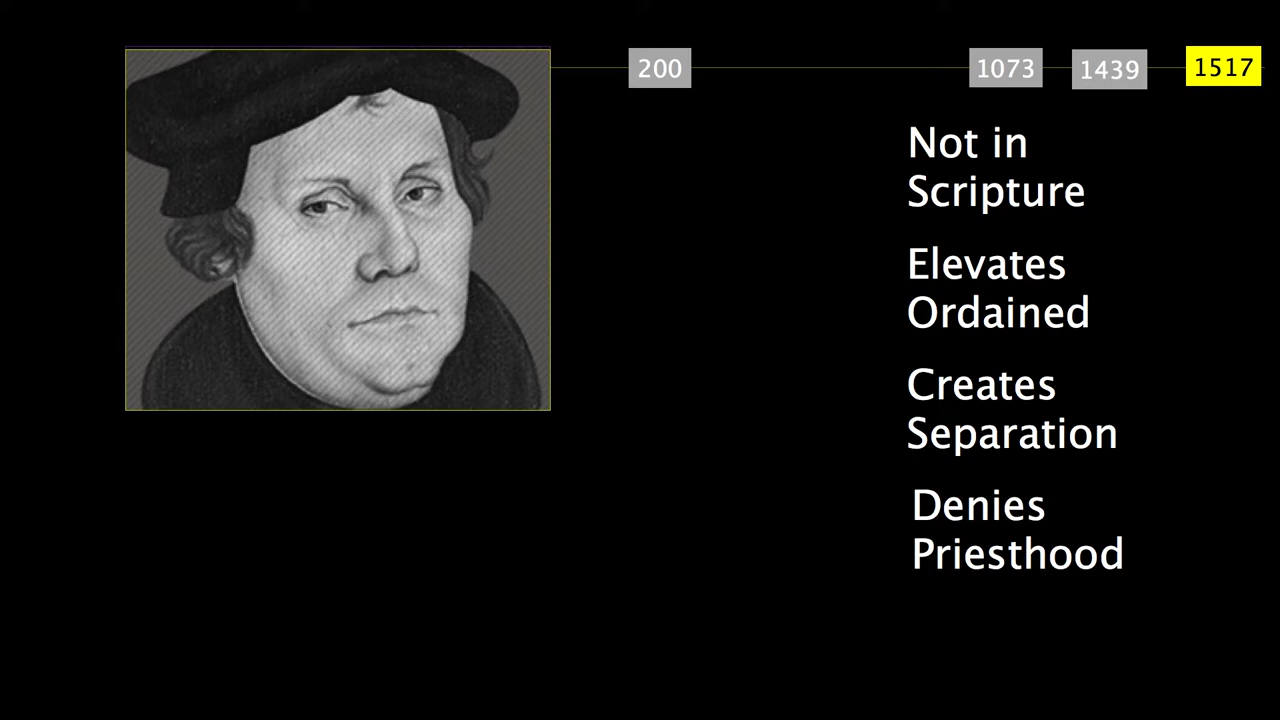 200
1073
1439
1517
Not in
Scripture
Elevates
Ordained
Creates
Separation
Denies
Priesthood